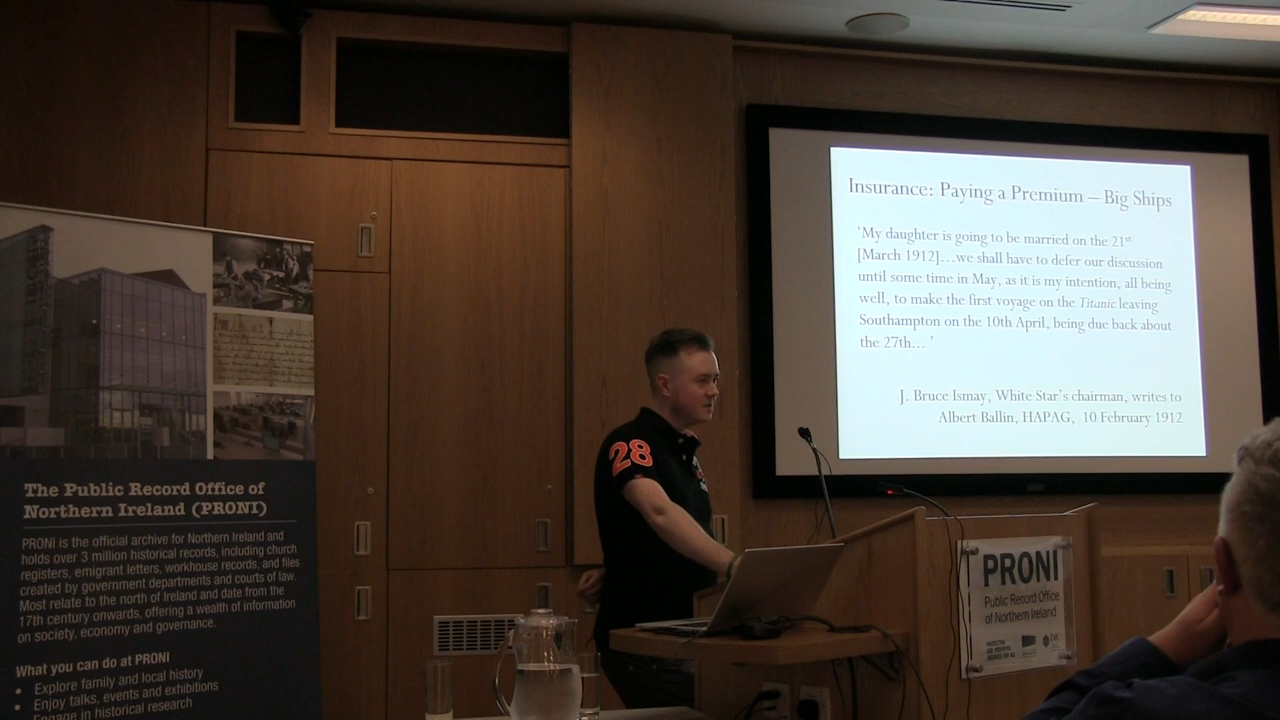 The Public Record Office of
Northern Ireland (PRONI)
PRONI is the official archive for Northern Ireland and
holds over 3 million historical records, including church
registers, emigrant letters, workhouse records, and files
created by government departments and courts of law.
Most relate to the north of Ireland and date from the
17th century onwards, offering a wealth of information
on society, economy and governance.
What you can do at PRONI
• Explore family and local history
• Enjoy talks, events and exhibitions
• Engage in historical research
28
Insurance: Paying a Premium – Big Ships
‘My daughter is going to be married on the 21st
[March 1912]…we shall have to defer our discussion
until some time in May, as it is my intention, all being
well, to make the first voyage on the Titanic leaving
Southampton on the 10th April, being due back about
the 27th… ’
J. Bruce Ismay, White Star’s chairman, writes to
Albert Ballin, HAPAG, 10 February 1912
PRONI
Public Record Office
of Northern Ireland